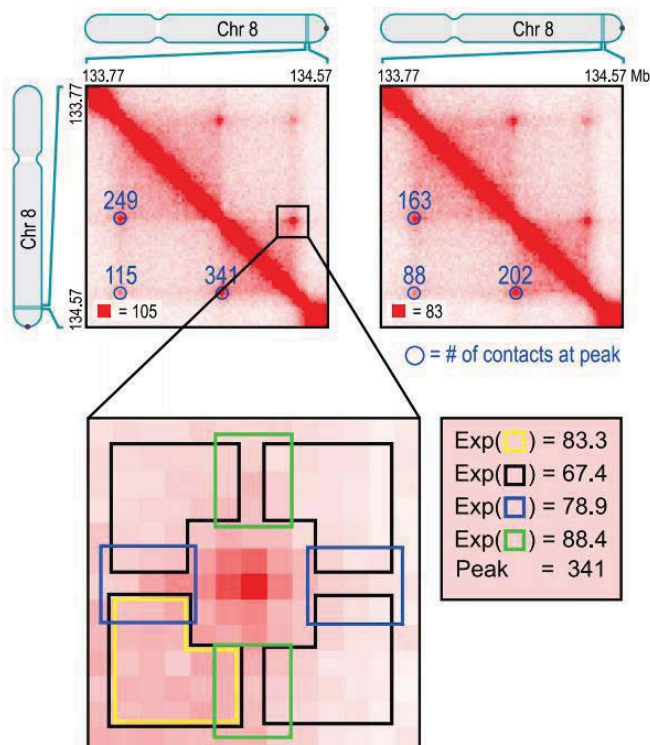 Chr 8
Chr 8
133.77 134.57
133.77 134.57 Mb
133.77
Chr 8
134.57
249
115
341
= 105
163
88
202
= 83
= # of contacts at peak
Exp( ) = 83.3
Exp( ) = 67.4
Exp( ) = 78.9
Exp( ) = 88.4
Peak = 341